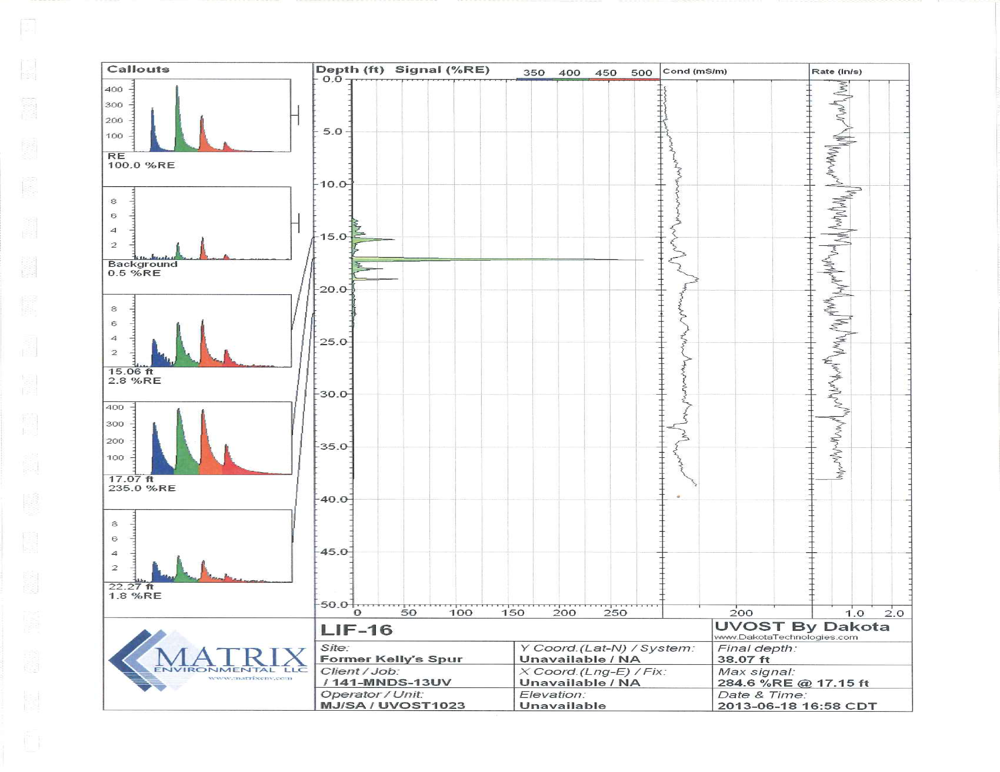 Callouts
Depth (ft) Signal (%RE) 350 400 450 500
Cond (mS/m)
Rate (in/s)
400
300
200
100
RE
100.0 %RE
8
6
4
2
Background
0.5 %RE
8
6
4
2
15.06 ft
2.8 %RE
400
300
200
100
17.07 ft
235.0 %RE
8
6
4
2
22.27 ft
1.8 %RE
0.0
5.0
10.0
15.0
20.0
25.0
30.0
35.0
40.0
45.0
50.0
0 50 100 150 200 250
200
1.0 2.0
MATRIX
ENVIRONMENTAL LLC
www.matrixenv.com
LIF-16
UVOST By Dakota
www.DakotaTechnologies.com
Site:
Former Kelly's Spur
Y Coord.(Lat-N) / System:
Unavailable / NA
Final depth:
38.07 ft
Client / Job:
/ 141-MNDS-13UV
X Coord.(Lng-E) / Fix:
Unavailable / NA
Max signal:
284.6 %RE @ 17.15 ft
Operator / Unit:
MJ/SA / UVOST1023
Elevation:
Unavailable
Date & Time:
2013-06-18 16:58 CDT